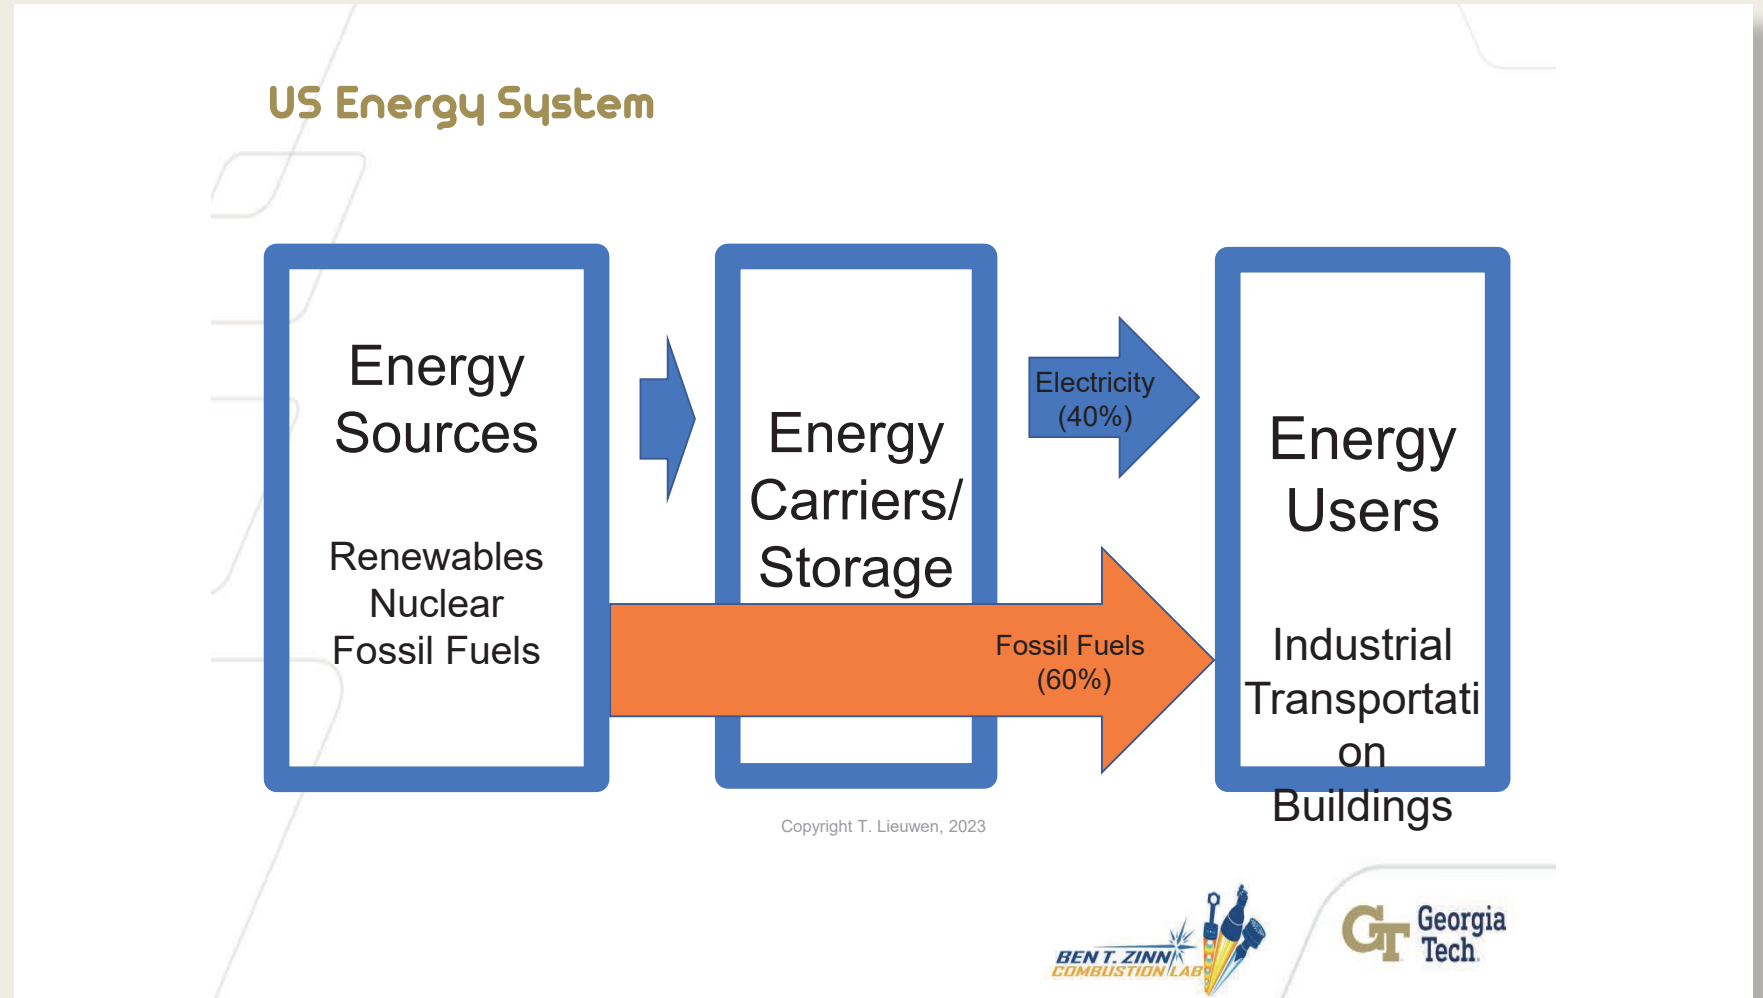 US Energy System
Energy
Sources
Renewables
Nuclear
Fossil Fuels
Energy
Carriers/
Storage
Electricity
(40%)
Fossil Fuels
(60%)
Energy
Users
Industrial
Transportati
on
Buildings
Copyright T. Lieuwen, 2023
BEN T. ZINN
COMBUSTION LAB
GT
Georgia
Tech